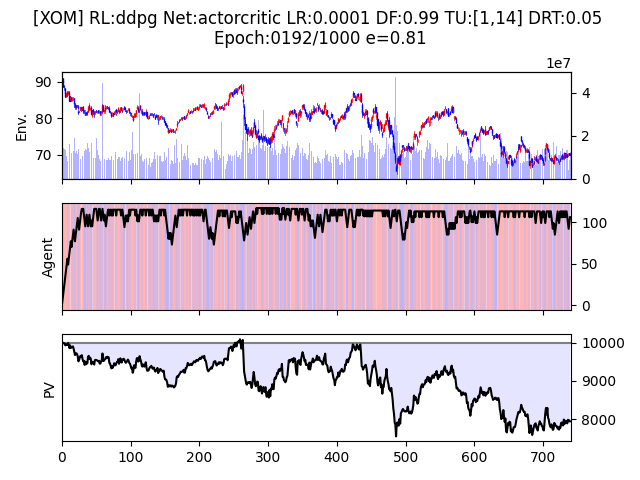 [XOM] RL:ddpg Net:actorcritic LR:0.0001 DF:0.99 TU:[1,14] DRT:0.05
Epoch:0192/1000 e=0.81
1e7
Env.
90
80
70
4
2
0
Agent
100
50
0
PV
10000
9000
8000
0 100 200 300 400 500 600 700